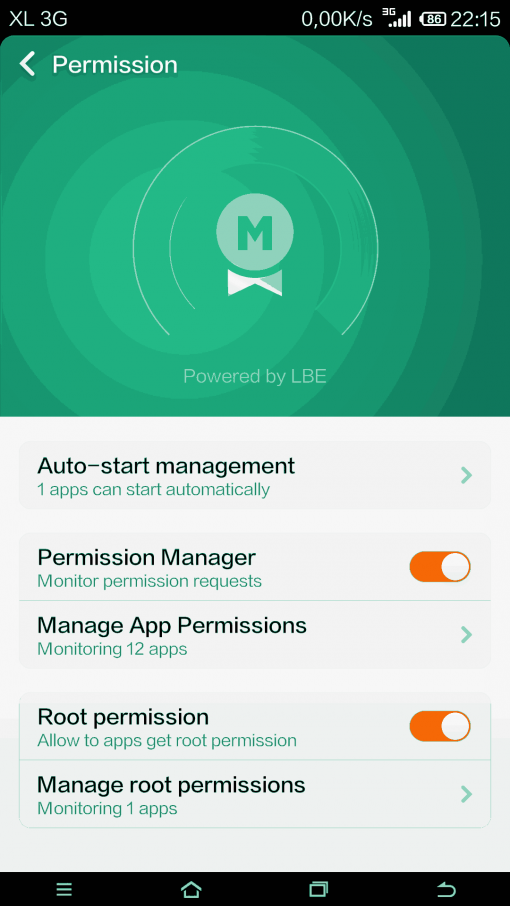 XL 3G 0,00K/s 3G 86 22:15
Permission
M
Powered by LBE
Auto-start management
1 apps can start automatically
Permission Manager
Monitor permission requests
Manage App Permissions
Monitoring 12 apps
Root permission
Allow to apps get root permission
Manage root permissions
Monitoring 1 apps